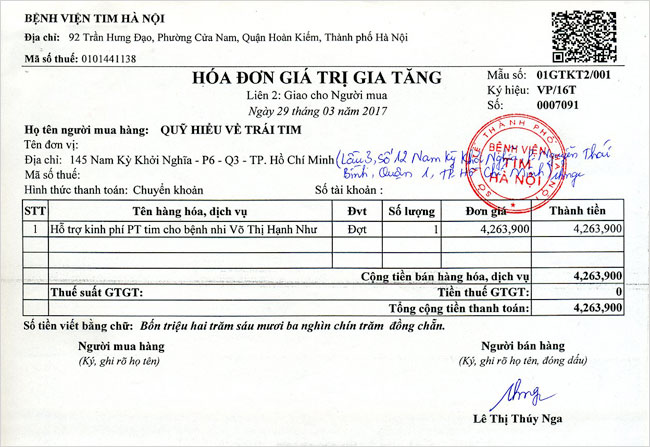 BỆNH VIỆN TIM HÀ NỘI
Địa chỉ: 92 Trần Hưng Đạo, Phường Cửa Nam, Quận Hoàn Kiếm, Thành phố Hà Nội
Mã số thuế: 0101441138
HÓA ĐƠN GIÁ TRỊ GIA TĂNG
Liên 2: Giao cho Người mua
Ngày 29 tháng 03 năm 2017
Mẫu số: 01GTKT2/001
Ký hiệu: VP/16T
Số: 0007091
Họ tên người mua hàng: QUỸ HIỂU VỀ TRÁI TIM
Tên đơn vị:
Địa chỉ: 145 Nam Kỳ Khởi Nghĩa - P6 - Q3 - TP. Hồ Chí Minh (Lầu 3, Số 12 Nam Kỳ Khởi Nghĩa, P. Nguyễn Thái
Bình, Quận 1, TP. Hồ Chí Minh)
Mã số thuế:
Hình thức thanh toán: Chuyển khoản Số tài khoản :
SỞ Y TẾ THÀNH PHỐ HÀ NỘI
BỆNH VIỆN
TIM
HÀ NỘI
STT Tên hàng hóa, dịch vụ Đvt Số lượng Đơn giá Thành tiền
1 Hỗ trợ kinh phí PT tim cho bệnh nhi Võ Thị Hạnh Như Đợt 1 4,263,900 4,263,900
Cộng tiền bán hàng hóa, dịch vụ 4,263,900
Thuế suất GTGT: Tiền thuế GTGT: 0
Tổng cộng tiền thanh toán: 4,263,900
Số tiền viết bằng chữ: Bốn triệu hai trăm sáu mươi ba nghìn chín trăm đồng chẵn.
Người mua hàng Người bán hàng
(Ký, ghi rõ họ tên) (Ký, ghi rõ họ tên, đóng dấu)
Lê Thị Thúy Nga